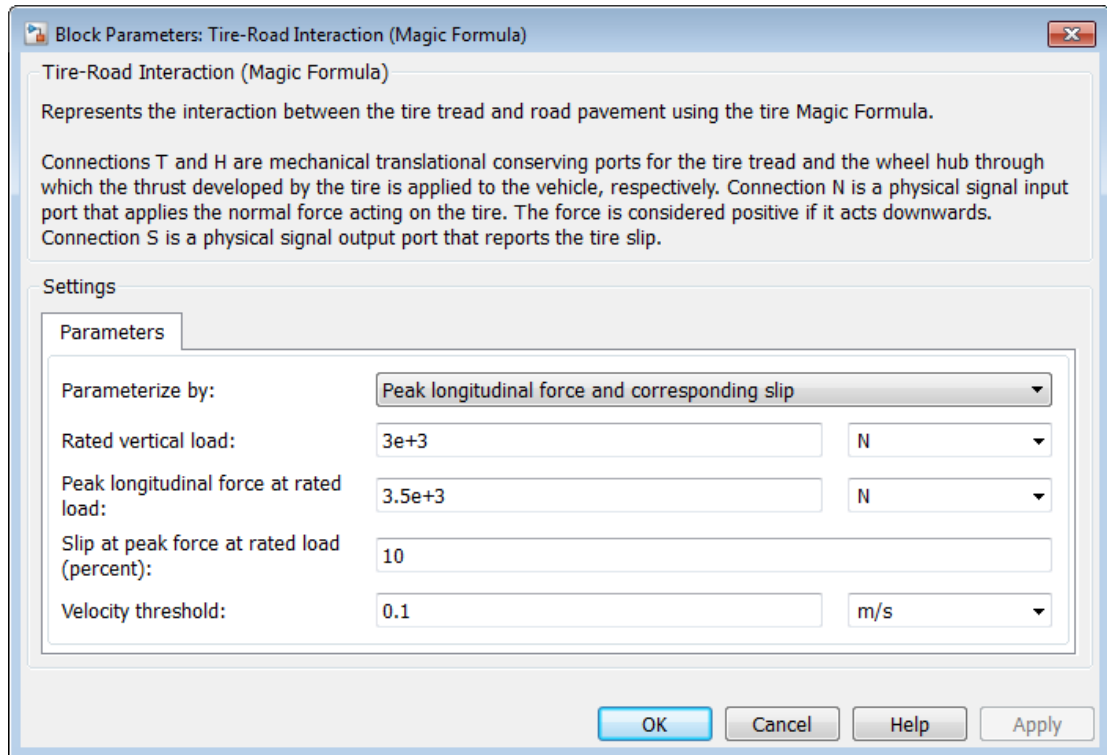 Block Parameters: Tire-Road Interaction (Magic Formula)
Tire-Road Interaction (Magic Formula)
Represents the interaction between the tire tread and road pavement using the tire Magic Formula.
Connections T and H are mechanical translational conserving ports for the tire tread and the wheel hub through
which the thrust developed by the tire is applied to the vehicle, respectively. Connection N is a physical signal input
port that applies the normal force acting on the tire. The force is considered positive if it acts downwards.
Connection S is a physical signal output port that reports the tire slip.
Settings
Parameters
Parameterize by: Peak longitudinal force and corresponding slip
Rated vertical load: 3e+3 N
Peak longitudinal force at rated
load: 3.5e+3 N
Slip at peak force at rated load
(percent): 10
Velocity threshold: 0.1 m/s
OK Cancel Help Apply